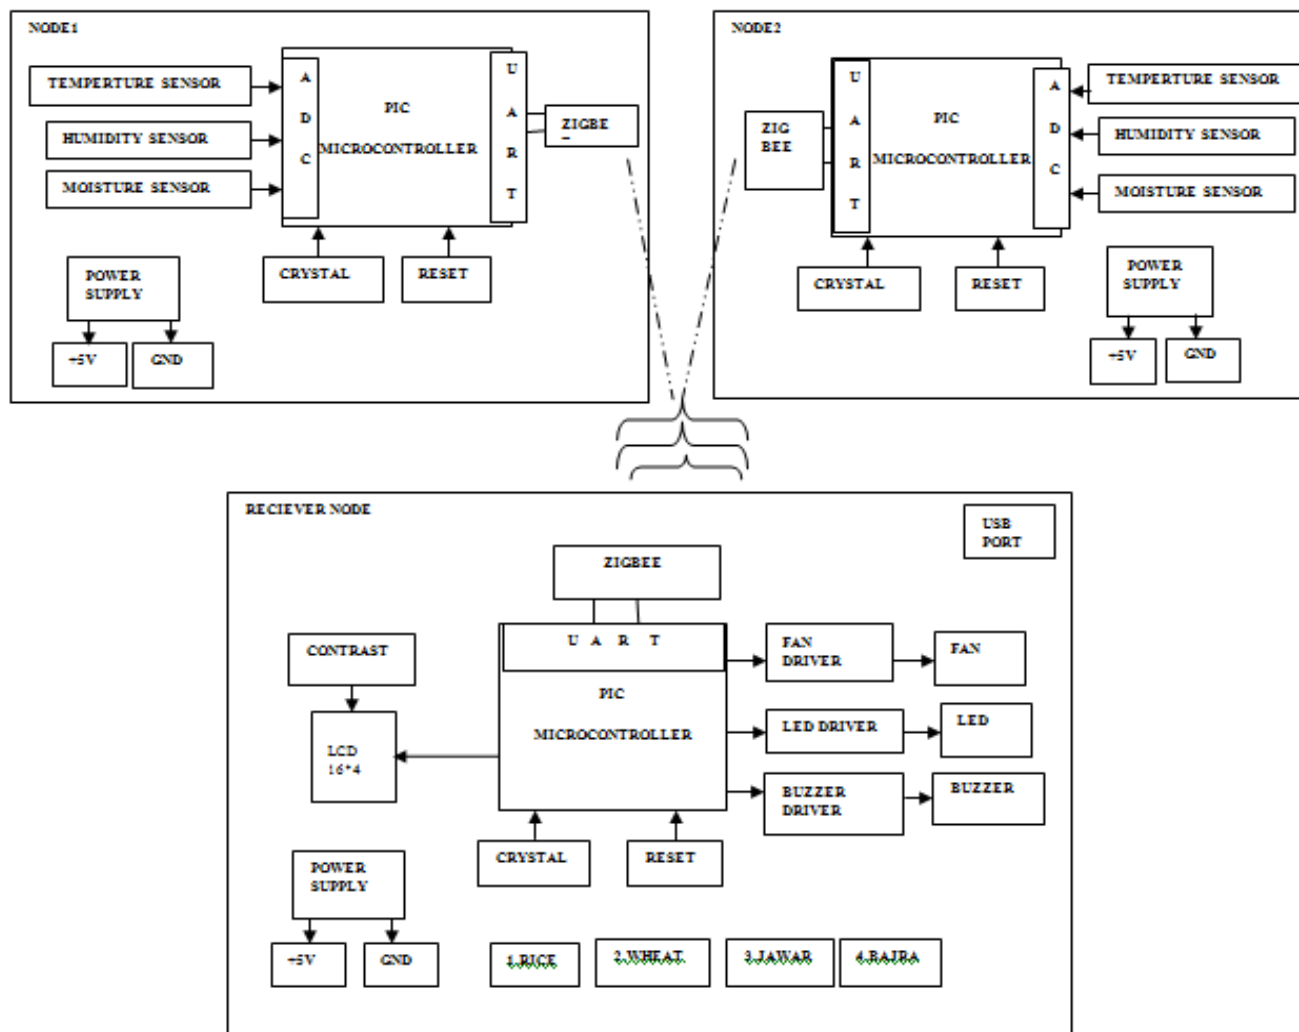 NODE1
TEMPERTURE SENSOR
HUMIDITY SENSOR
MOISTURE SENSOR
A
D
C
PIC
MICROCONTROLLER
U
A
R
T
ZIGBE
CRYSTAL
RESET
POWER
SUPPLY
+5V
GND
NODE2
ZIG
BEE
U
A
R
T
PIC
MICROCONTROLLER
A
D
C
TEMPERTURE SENSOR
HUMIDITY SENSOR
MOISTURE SENSOR
CRYSTAL
RESET
POWER
SUPPLY
+5V
GND
RECIEVER NODE
USB
PORT
ZIGBEE
U A R T
PIC
MICROCONTROLLER
CONTRAST
LCD
16*4
FAN
DRIVER
FAN
LED DRIVER
LED
BUZZER
DRIVER
BUZZER
CRYSTAL
RESET
POWER
SUPPLY
+5V
GND
1.RICE
2.WHEAT
3.JAWAR
4.BAJRA